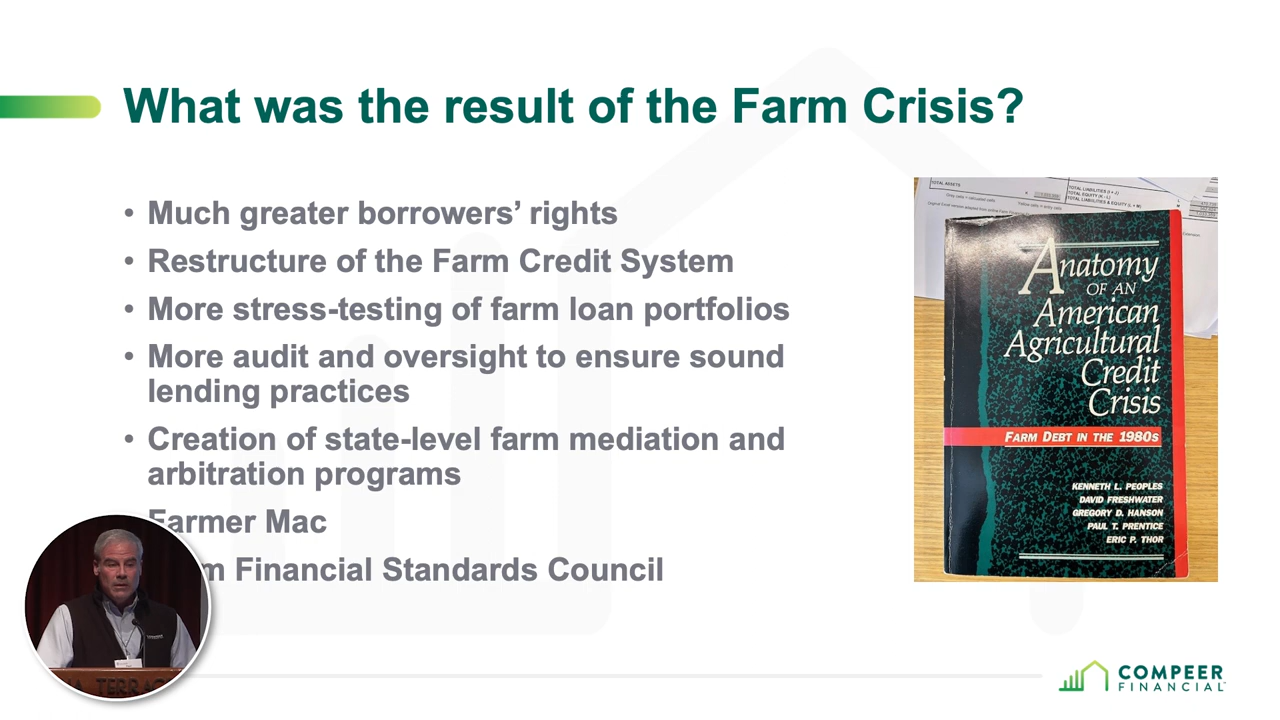 What was the result of the Farm Crisis?
• Much greater borrowers’ rights
• Restructure of the Farm Credit System
• More stress-testing of farm loan portfolios
• More audit and oversight to ensure sound
lending practices
• Creation of state-level farm mediation and
arbitration programs
Farmer Mac
m Financial Standards Council
TOTAL ASSETS
TOTAL LIABILITIES (I + J)
TOTAL EQUITY (K - L)
TOTAL LIABILITIES & EQUITY (L + M)
Anatomy
OF AN
American
Agricultural
Credit
Crisis
FARM DEBT IN THE 1980s
KENNETH L. PEOPLES
DAVID FRESHWATER
GREGORY D. HANSON
PAUL T. PRENTICE
ERIC P. THOR
TERRAC
COMPEER
FINANCIAL